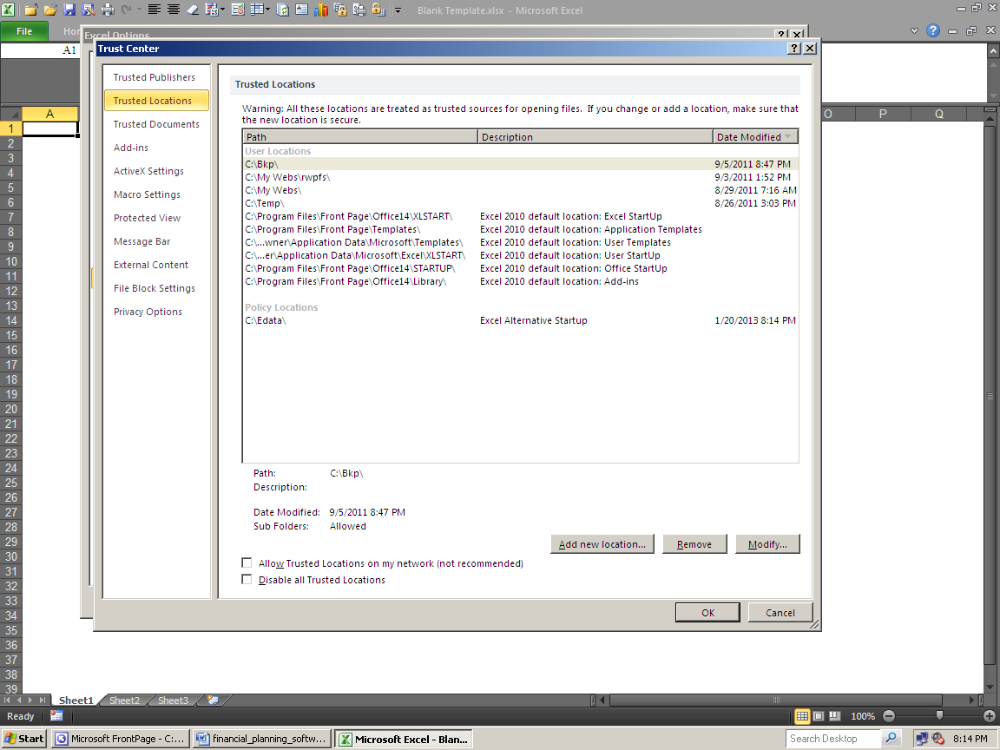 Blank Template.xlsx - Microsoft Excel
File
Excel Options
Trust Center
A1
Trusted Publishers
Trusted Locations
Trusted Documents
Add-ins
ActiveX Settings
Macro Settings
Protected View
Message Bar
External Content
File Block Settings
Privacy Options
Trusted Locations
Warning: All these locations are treated as trusted sources for opening files. If you change or add a location, make sure that
the new location is secure.
Path Description Date Modified
User Locations
C:\Bkp\ 9/5/2011 8:47 PM
C:\My Webs\rwpfs\ 9/3/2011 1:52 PM
C:\My Webs\ 8/29/2011 7:16 AM
C:\Temp\ 8/26/2011 3:03 PM
C:\Program Files\Front Page\Office14\XLSTART\ Excel 2010 default location: Excel StartUp
C:\Program Files\Front Page\Templates\ Excel 2010 default location: Application Templates
C:\...wner\Application Data\Microsoft\Templates\ Excel 2010 default location: User Templates
C:\...er\Application Data\Microsoft\Excel\XLSTART\ Excel 2010 default location: User StartUp
C:\Program Files\Front Page\Office14\STARTUP\ Excel 2010 default location: Office StartUp
C:\Program Files\Front Page\Office14\Library\ Excel 2010 default location: Add-ins
Policy Locations
C:\Edata\ Excel Alternative Startup 1/20/2013 8:14 PM
Path: C:\Bkp\
Description:
Date Modified: 9/5/2011 8:47 PM
Sub Folders: Allowed
Add new location... Remove Modify...
Allow Trusted Locations on my network (not recommended)
Disable all Trusted Locations
OK Cancel
A O P Q
1
2
3
4
5
6
7
8
9
10
11
12
13
14
15
16
17
18
19
20
21
22
23
24
25
26
27
28
29
30
31
32
33
34
35
36
37
38
39
Sheet1 Sheet2 Sheet3
Ready 100%
Start Microsoft FrontPage - C:... financial_planning_softw... Microsoft Excel - Blan... Search Desktop 8:14 PM